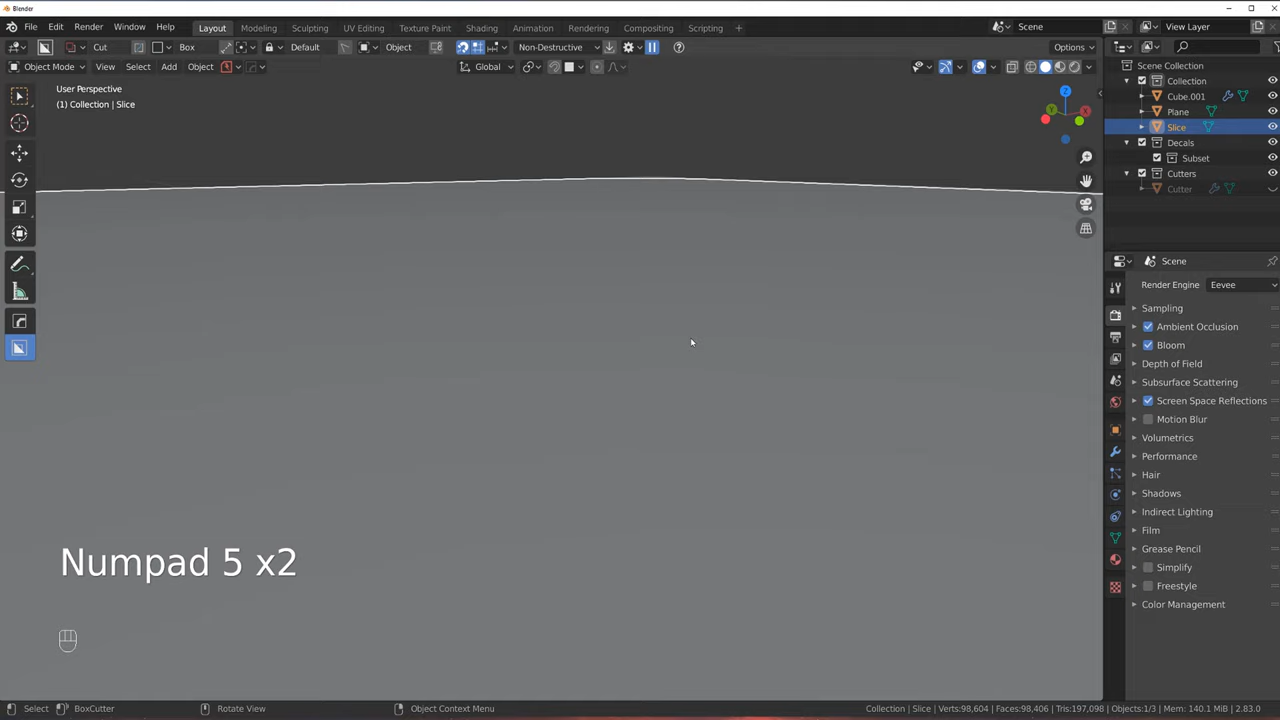 Blender
File Edit Render Window Help
Layout Modeling Sculpting UV Editing Texture Paint Shading Animation Rendering Compositing Scripting +
Scene View Layer
Cut Box Default Object Non-Destructive Options
Object Mode View Select Add Object Global
User Perspective
(1) Collection | Slice
Z
Y
X
Scene Collection
Collection
Cube.001
Plane
Slice
Decals
Subset
Cutters
Cutter
Scene
Render Engine Eevee
Sampling
Ambient Occlusion
Bloom
Depth of Field
Subsurface Scattering
Screen Space Reflections
Motion Blur
Volumetrics
Performance
Hair
Shadows
Indirect Lighting
Film
Grease Pencil
Simplify
Freestyle
Color Management
Numpad 5 x2
Select BoxCutter Rotate View Object Context Menu Collection | Slice | Verts:98,604 | Faces:98,406 | Tris:197,098 | Objects:1/3 | Mem: 140.1 MiB | 2.83.0